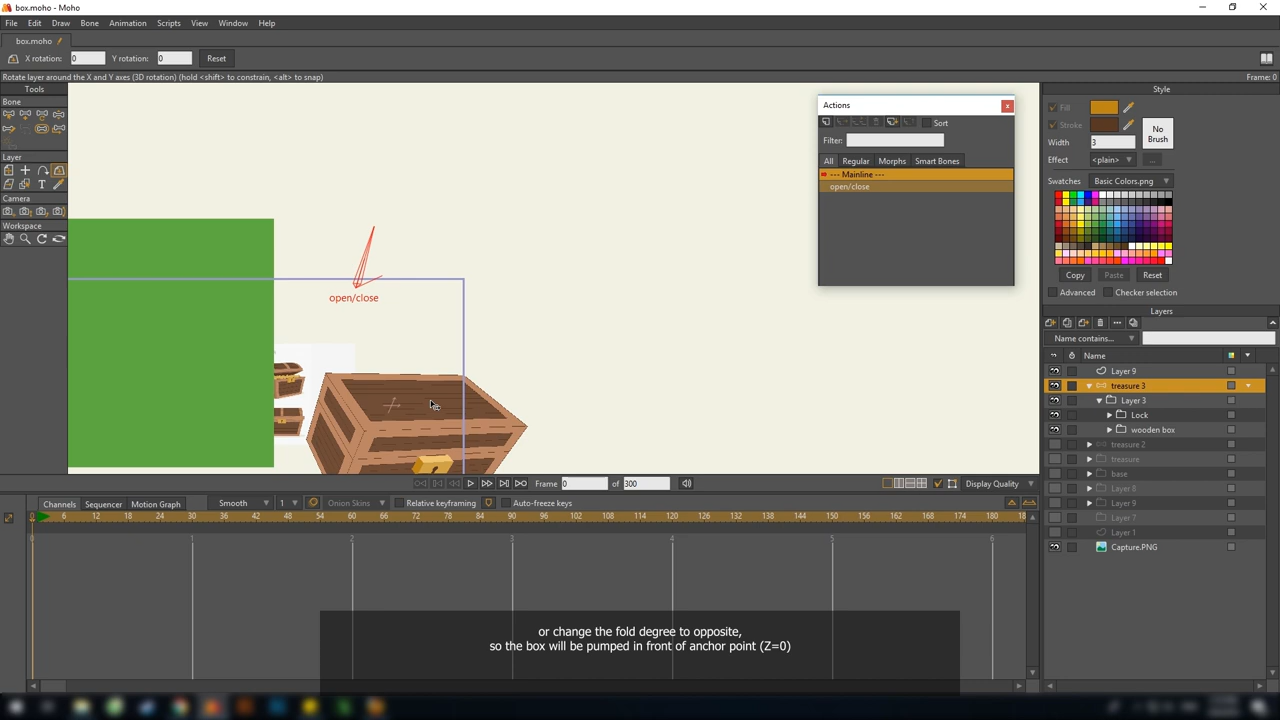 box.moho - Moho
File Edit Draw Bone Animation Scripts View Window Help
box.moho
X rotation: 0 Y rotation: 0 Reset
Rotate layer around the X and Y axes (3D rotation) (hold <shift> to constrain, <alt> to snap)
Frame: 0
Tools
Bone
Layer
Camera
Workspace
open/close
Actions
Sort
Filter:
All Regular Morphs Smart Bones
--- Mainline ---
open/close
Style
Fill
Stroke
Width 3
No Brush
Effect <plain> ...
Swatches Basic Colors.png
Copy Paste Reset
Advanced Checker selection
Layers
Name contains...
Name
Layer 9
treasure 3
Layer 3
Lock
wooden box
treasure 2
treasure
base
Layer 8
Layer 9
Layer 7
Layer 1
Capture.PNG
Frame 0 of 300
Display Quality
Channels Sequencer Motion Graph Smooth 1 Onion Skins Relative keyframing Auto-freeze keys
0 6 12 18 24 30 36 42 48 54 60 66 72 78 84 90 96 102 108 114 120 126 132 138 144 150 156 162 168 174 18
0 1 2 3 4 5 6
or change the fold degree to opposite,
so the box will be pumped in front of anchor point (Z=0)